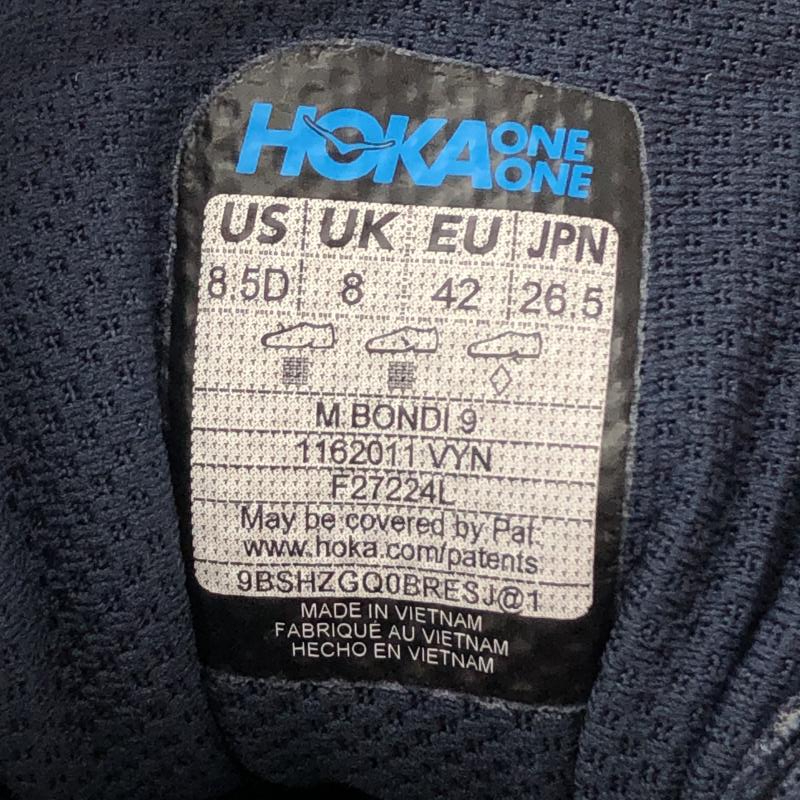 HOKA ONE ONE
US UK EU JPN
8.5D 8 42 26.5
M BONDI 9
1162011 VYN
F27224L
May be covered by Pat.
www.hoka.com/patents
9BSHZGQ0BRESJ@1
MADE IN VIETNAM
FABRIQUÉ AU VIETNAM
HECHO EN VIETNAM